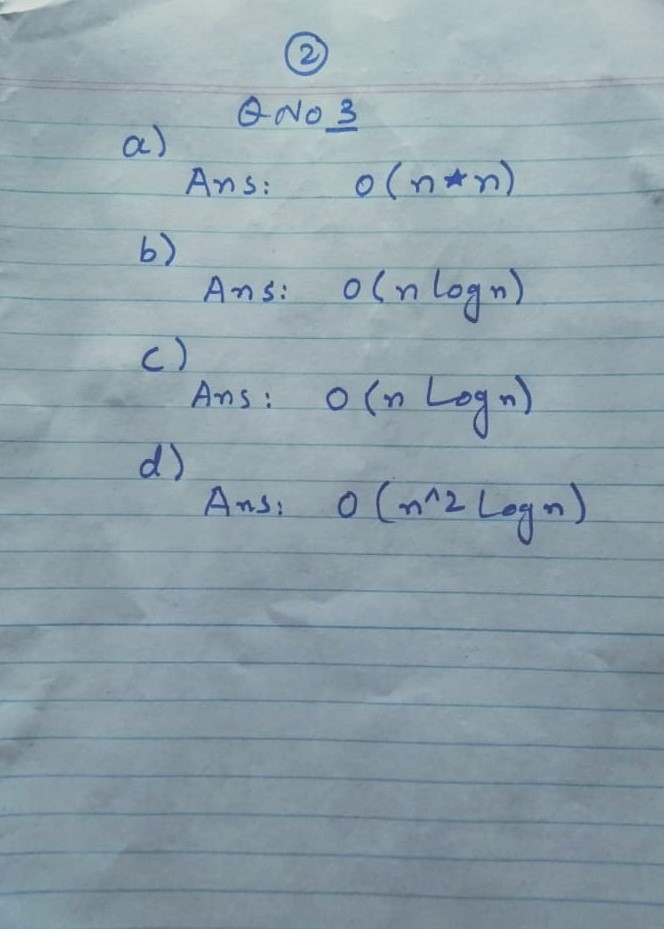 2
Q No 3
a)
Ans: O(n*n)
b)
Ans: O(n logn)
c)
Ans: O(n Logn)
d)
Ans: O(n^2 Logn)